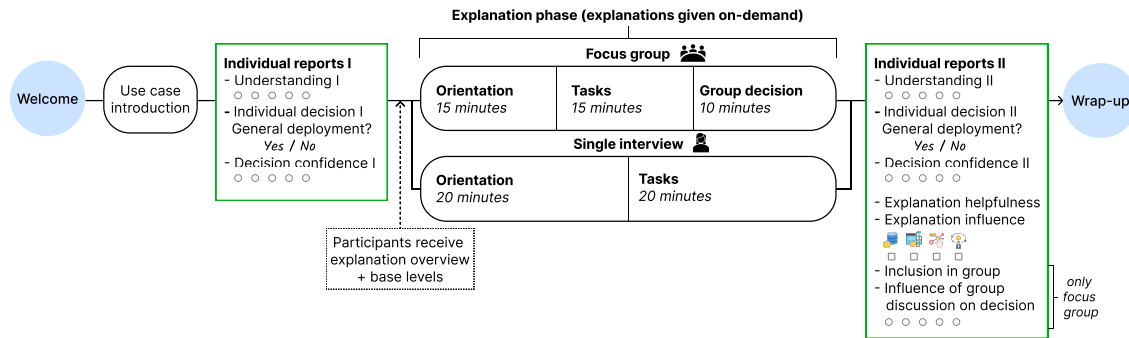 Explanation phase (explanations given on-demand)
Welcome
Use case
introduction
Individual reports I
- Understanding I
- Individual decision I
General deployment?
Yes / No
- Decision confidence I
Participants receive
explanation overview
+ base levels
Focus group
Orientation
15 minutes
Tasks
15 minutes
Group decision
10 minutes
Single interview
Orientation
20 minutes
Tasks
20 minutes
Individual reports II
- Understanding II
- Individual decision II
General deployment?
Yes / No
- Decision confidence II
- Explanation helpfulness
- Explanation influence
- Inclusion in group
- Influence of group
discussion on decision
only
focus
group
Wrap-up